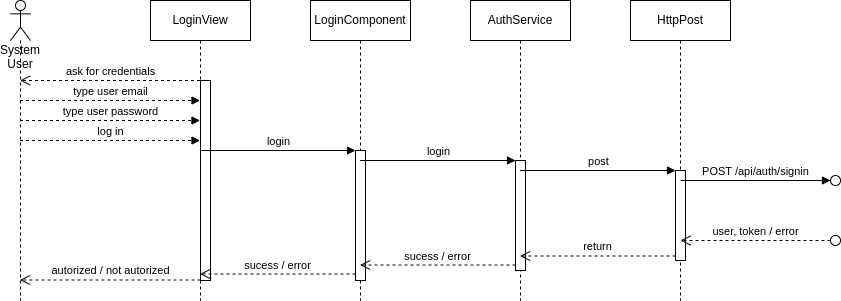 LoginView
LoginComponent
AuthService
HttpPost
System
User
ask for credentials
type user email
type user password
log in
login
login
post
POST /api/auth/signin
user, token / error
return
sucess / error
sucess / error
autorized / not autorized